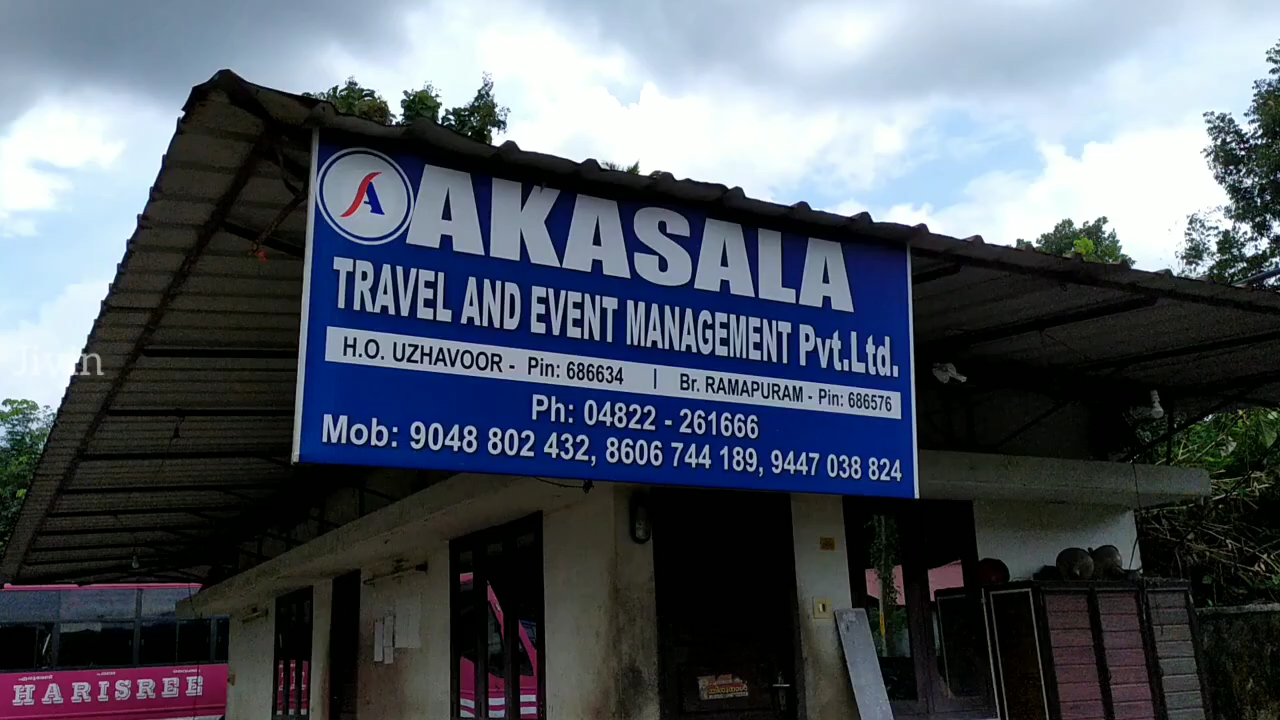 AKASALA
TRAVEL AND EVENT MANAGEMENT Pvt.Ltd.
H.O. UZHAVOOR - Pin: 686634 | Br. RAMAPURAM - Pin: 686576
Ph: 04822 - 261666
Mob: 9048 802 432, 8606 744 189, 9447 038 824
Jivin
HARISREE